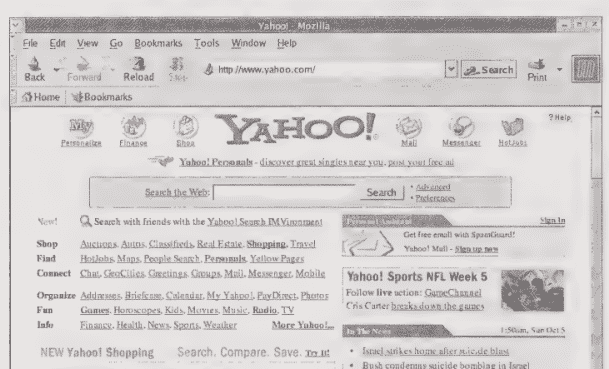 Yahoo! - Mozilla
File Edit View Go Bookmarks Tools Window Help
Back Forward Reload Stop http://www.yahoo.com/ Search Print
Home Bookmarks
My YAHOO! ? Help
Personalize Finance Shop Mail Messenger HotJobs
Yahoo! Personals - discover great singles near you, post your free ad
Search the Web: Search • Advanced
• Preferences
New! Search with friends with the Yahoo! Search IMVironment
Shop Auctions, Autos, Classifieds, Real Estate, Shopping, Travel
Find HotJobs, Maps, People Search, Personals, Yellow Pages
Connect Chat, GeoCities, Greetings, Groups, Mail, Messenger, Mobile
Organize Addresses, Briefcase, Calendar, My Yahoo!, PayDirect, Photos
Fun Games, Horoscopes, Kids, Movies, Music, Radio, TV
Info Finance, Health, News, Sports, Weather More Yahoo!...
NEW Yahoo! Shopping Search. Compare. Save. Try it!
Personal Assistant Sign In
Get free email with SpamGuard!
Yahoo! Mail - Sign up now
Yahoo! Sports NFL Week 5
Follow live action: GameChannel
Cris Carter breaks down the games
In The News 1:50am, Sun Oct 5
• Israel strikes home after suicide blast
• Bush condemns suicide bombing in Israel